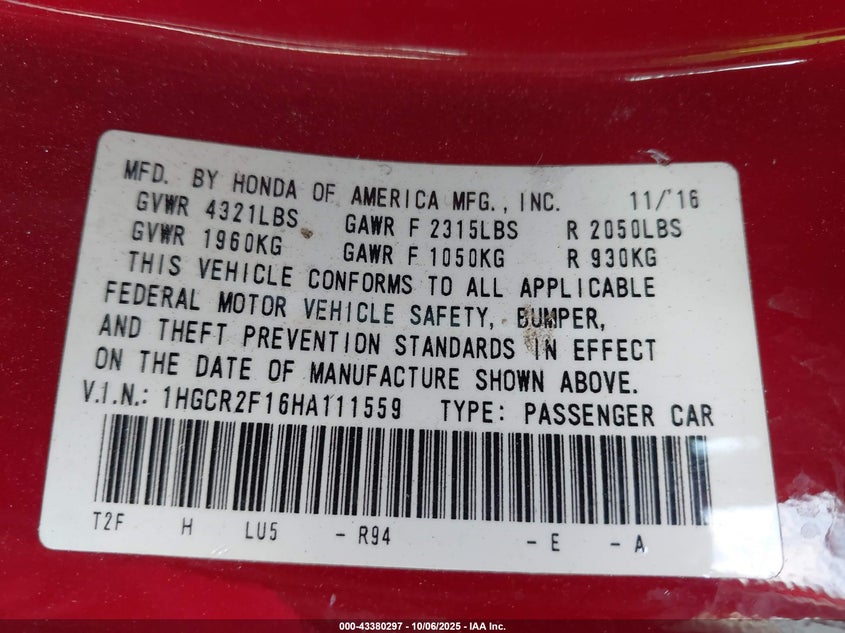 MFD. BY HONDA OF AMERICA MFG., INC. 11/'16
GVWR 4321LBS GAWR F 2315LBS R 2050LBS
GVWR 1960KG GAWR F 1050KG R 930KG
THIS VEHICLE CONFORMS TO ALL APPLICABLE
FEDERAL MOTOR VEHICLE SAFETY, BUMPER,
AND THEFT PREVENTION STANDARDS IN EFFECT
ON THE DATE OF MANUFACTURE SHOWN ABOVE.
V.I.N.: 1HGCR2F16HA111559 TYPE: PASSENGER CAR
T2F H LU5 - R94 - E - A
000-43380297 - 10/06/2025 - IAA Inc.